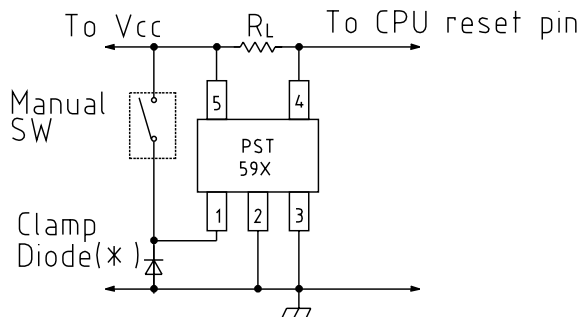 To Vcc
RL
To CPU reset pin
5
4
Manual
SW
PST
59X
1
2
3
Clamp
Diode(*)